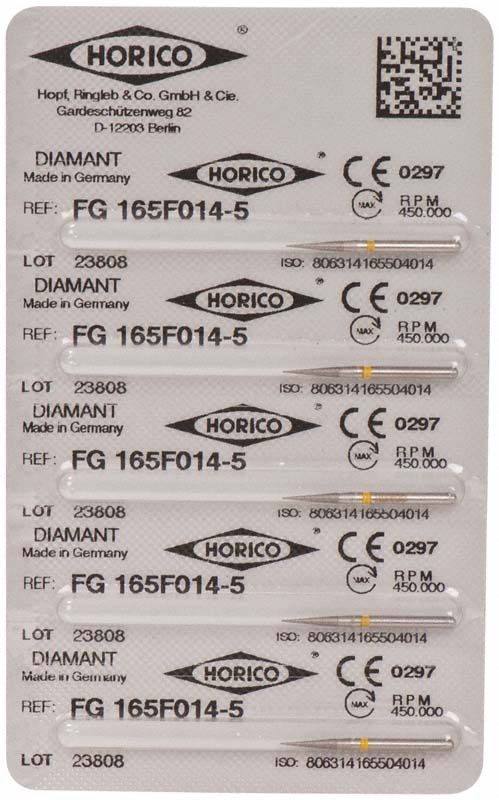 HORICO ®
Hopf, Ringleb & Co. GmbH & Cie.
Gardeschützenweg 82
D-12203 Berlin
DIAMANT HORICO ® CE 0297
Made in Germany
REF: FG 165F014-5 MAX RPM 450.000
LOT 23808 ISO: 806314165504014
DIAMANT HORICO ® CE 0297
Made in Germany
REF: FG 165F014-5 MAX RPM 450.000
LOT 23808 ISO: 806314165504014
DIAMANT HORICO ® CE 0297
Made in Germany
REF: FG 165F014-5 MAX RPM 450.000
LOT 23808 ISO: 806314165504014
DIAMANT HORICO ® CE 0297
Made in Germany
REF: FG 165F014-5 MAX RPM 450.000
LOT 23808 ISO: 806314165504014
DIAMANT HORICO ® CE 0297
Made in Germany
REF: FG 165F014-5 MAX RPM 450.000
LOT 23808 ISO: 806314165504014